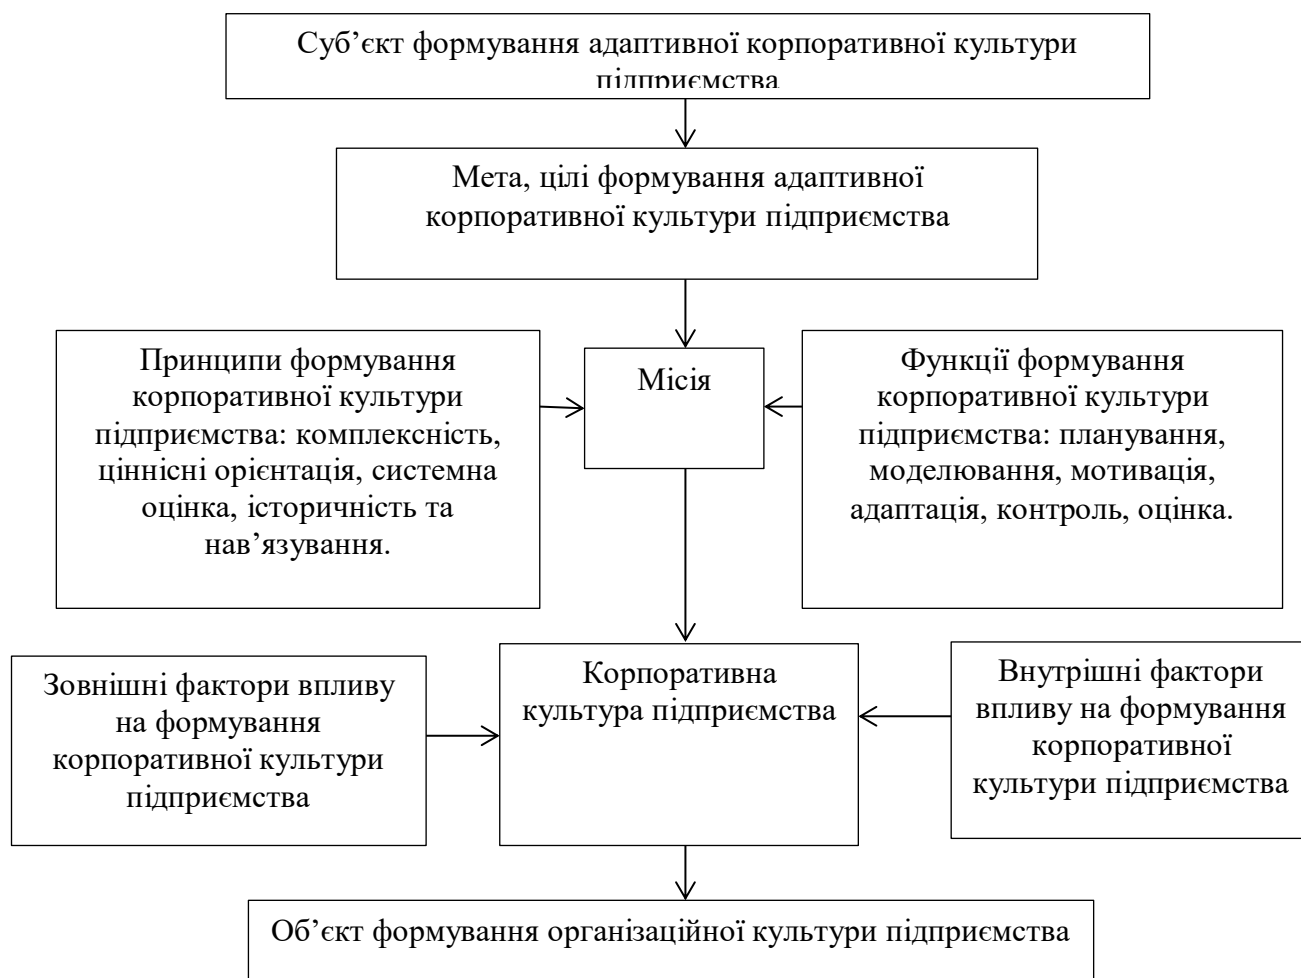 Суб’єкт формування адаптивної корпоративної культури
підприємства
Мета, цілі формування адаптивної
корпоративної культури підприємства
Принципи формування
корпоративної культури
підприємства: комплексність,
ціннісні орієнтація, системна
оцінка, історичність та
нав’язування.
Місія
Функції формування
корпоративної культури
підприємства: планування,
моделювання, мотивація,
адаптація, контроль, оцінка.
Зовнішні фактори впливу
на формування
корпоративної культури
підприємства
Корпоративна
культура підприємства
Внутрішні фактори
впливу на формування
корпоративної
культури підприємства
Об’єкт формування організаційної культури підприємства